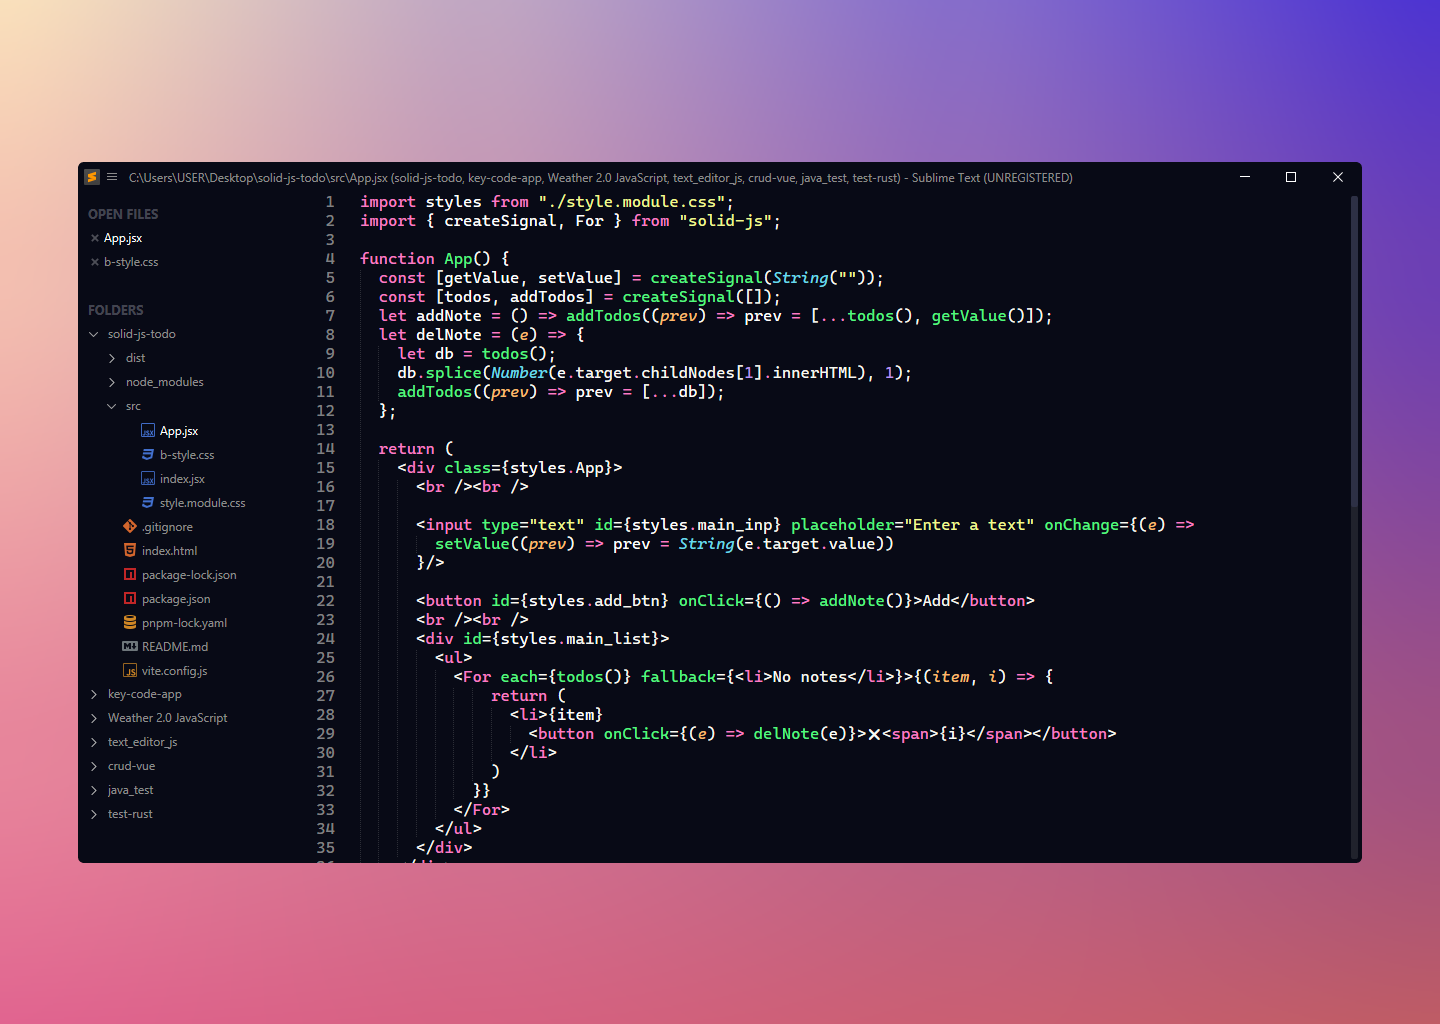 C:\Users\USER\Desktop\solid-js-todo\src\App.jsx (solid-js-todo, key-code-app, Weather 2.0 JavaScript, text_editor_js, crud-vue, java_test, test-rust) - Sublime Text (UNREGISTERED)
OPEN FILES
App.jsx
b-style.css
FOLDERS
solid-js-todo
dist
node_modules
src
App.jsx
b-style.css
index.jsx
style.module.css
.gitignore
index.html
package-lock.json
package.json
pnpm-lock.yaml
README.md
vite.config.js
key-code-app
Weather 2.0 JavaScript
text_editor_js
crud-vue
java_test
test-rust
1 import styles from "./style.module.css";
2 import { createSignal, For } from "solid-js";
3
4 function App() {
5   const [getValue, setValue] = createSignal(String(""));
6   const [todos, addTodos] = createSignal([]);
7   let addNote = () => addTodos((prev) => prev = [...todos(), getValue()]);
8   let delNote = (e) => {
9     let db = todos();
10     db.splice(Number(e.target.childNodes[1].innerHTML), 1);
11     addTodos((prev) => prev = [...db]);
12   };
13
14   return (
15     <div class={styles.App}>
16       <br /><br />
17
18       <input type="text" id={styles.main_inp} placeholder="Enter a text" onChange={(e) =>
19         setValue((prev) => prev = String(e.target.value))
20       }/>
21
22       <button id={styles.add_btn} onClick={() => addNote()}>Add</button>
23       <br /><br />
24       <div id={styles.main_list}>
25         <ul>
26           <For each={todos()} fallback={<li>No notes</li>}>{(item, i) => {
27               return (
28                 <li>{item}
29                   <button onClick={(e) => delNote(e)}>❌<span>{i}</span></button>
30                 </li>
31               )
32             }}
33           </For>
34         </ul>
35       </div>